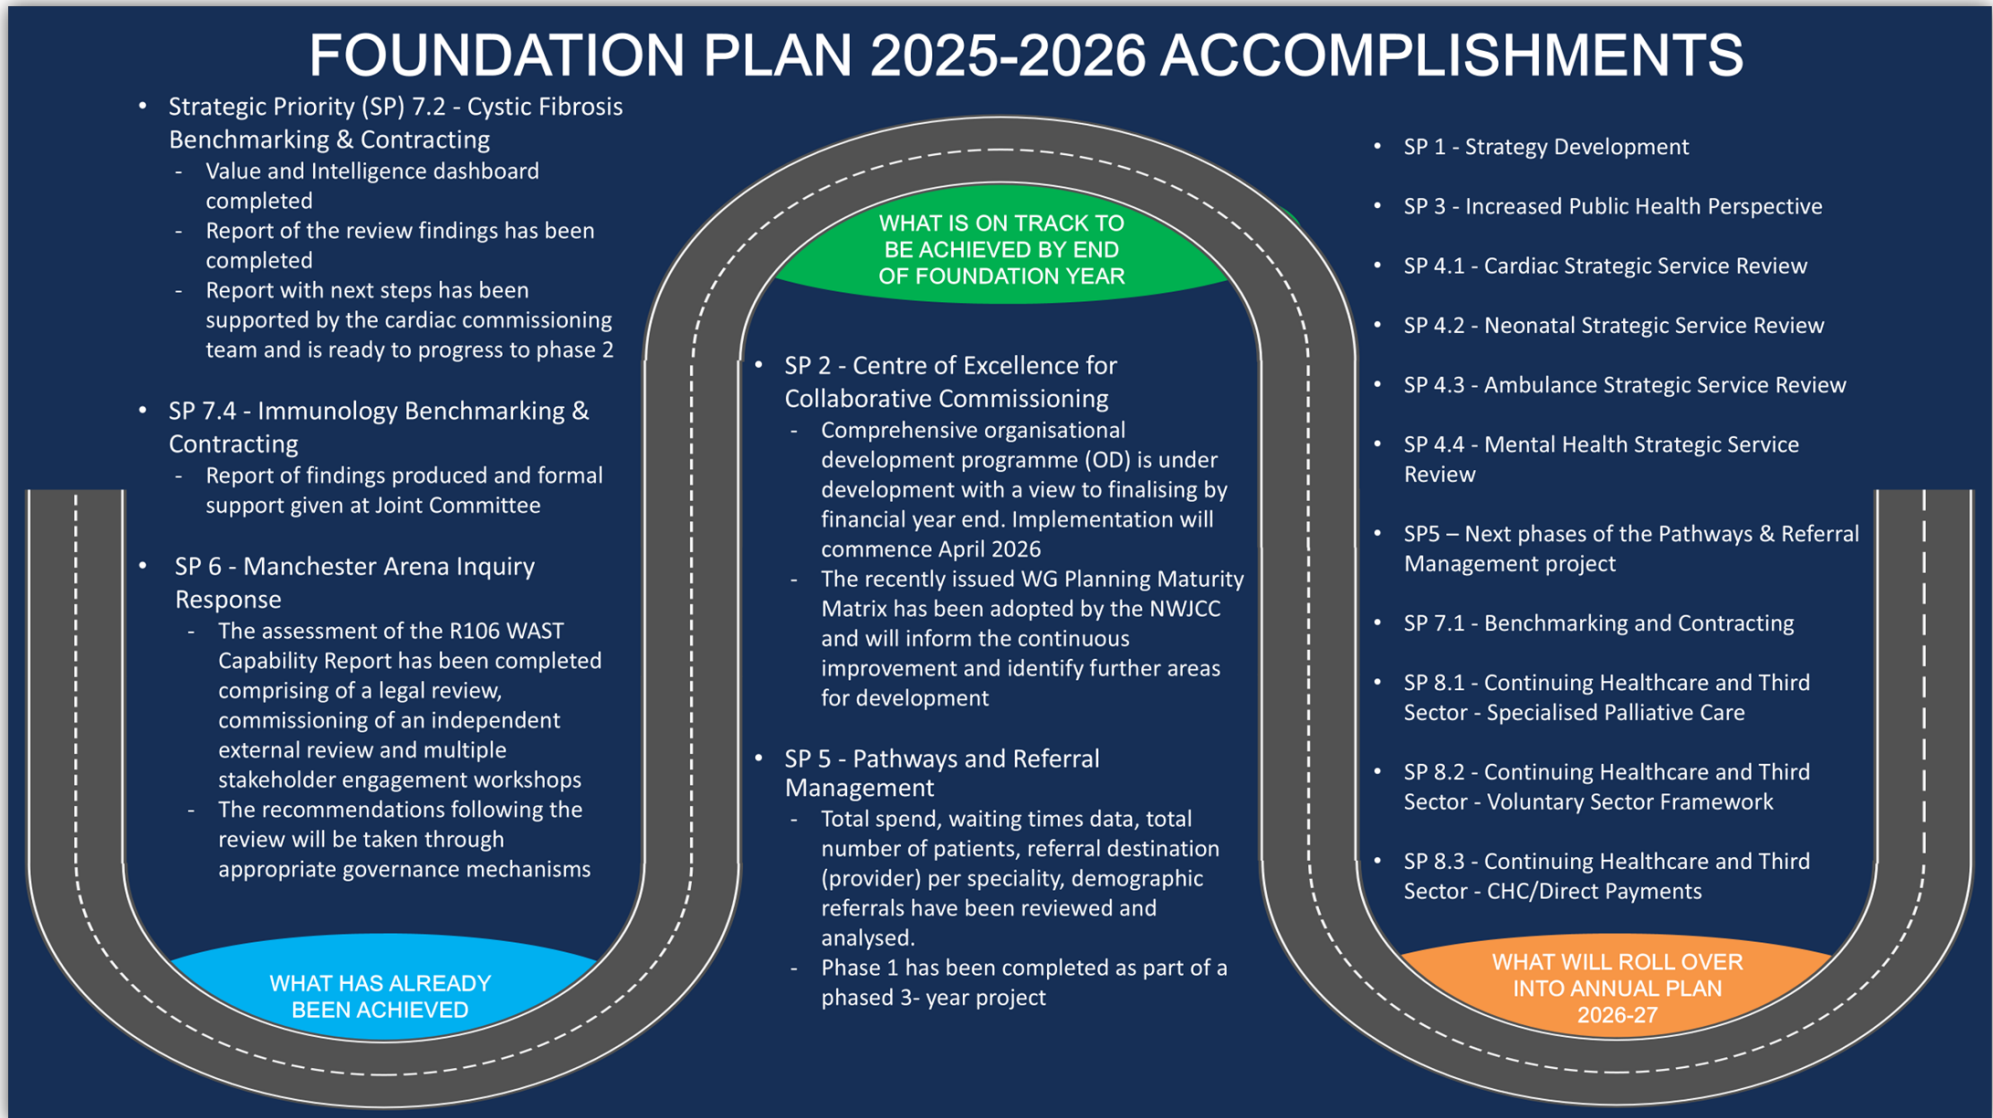 FOUNDATION PLAN 2025-2026 ACCOMPLISHMENTS
• Strategic Priority (SP) 7.2 - Cystic Fibrosis
Benchmarking & Contracting
- Value and Intelligence dashboard
completed
- Report of the review findings has been
completed
- Report with next steps has been
supported by the cardiac commissioning
team and is ready to progress to phase 2
• SP 7.4 - Immunology Benchmarking &
Contracting
- Report of findings produced and formal
support given at Joint Committee
• SP 6 - Manchester Arena Inquiry
Response
- The assessment of the R106 WAST
Capability Report has been completed
comprising of a legal review,
commissioning of an independent
external review and multiple
stakeholder engagement workshops
- The recommendations following the
review will be taken through
appropriate governance mechanisms
WHAT HAS ALREADY
BEEN ACHIEVED
WHAT IS ON TRACK TO
BE ACHIEVED BY END
OF FOUNDATION YEAR
• SP 2 - Centre of Excellence for
Collaborative Commissioning
- Comprehensive organisational
development programme (OD) is under
development with a view to finalising by
financial year end. Implementation will
commence April 2026
- The recently issued WG Planning Maturity
Matrix has been adopted by the NWJCC
and will inform the continuous
improvement and identify further areas
for development
• SP 5 - Pathways and Referral
Management
- Total spend, waiting times data, total
number of patients, referral destination
(provider) per speciality, demographic
referrals have been reviewed and
analysed.
- Phase 1 has been completed as part of a
phased 3- year project
• SP 1 - Strategy Development
• SP 3 - Increased Public Health Perspective
• SP 4.1 - Cardiac Strategic Service Review
• SP 4.2 - Neonatal Strategic Service Review
• SP 4.3 - Ambulance Strategic Service Review
• SP 4.4 - Mental Health Strategic Service
Review
• SP5 – Next phases of the Pathways & Referral
Management project
• SP 7.1 - Benchmarking and Contracting
• SP 8.1 - Continuing Healthcare and Third
Sector - Specialised Palliative Care
• SP 8.2 - Continuing Healthcare and Third
Sector - Voluntary Sector Framework
• SP 8.3 - Continuing Healthcare and Third
Sector - CHC/Direct Payments
WHAT WILL ROLL OVER
INTO ANNUAL PLAN
2026-27